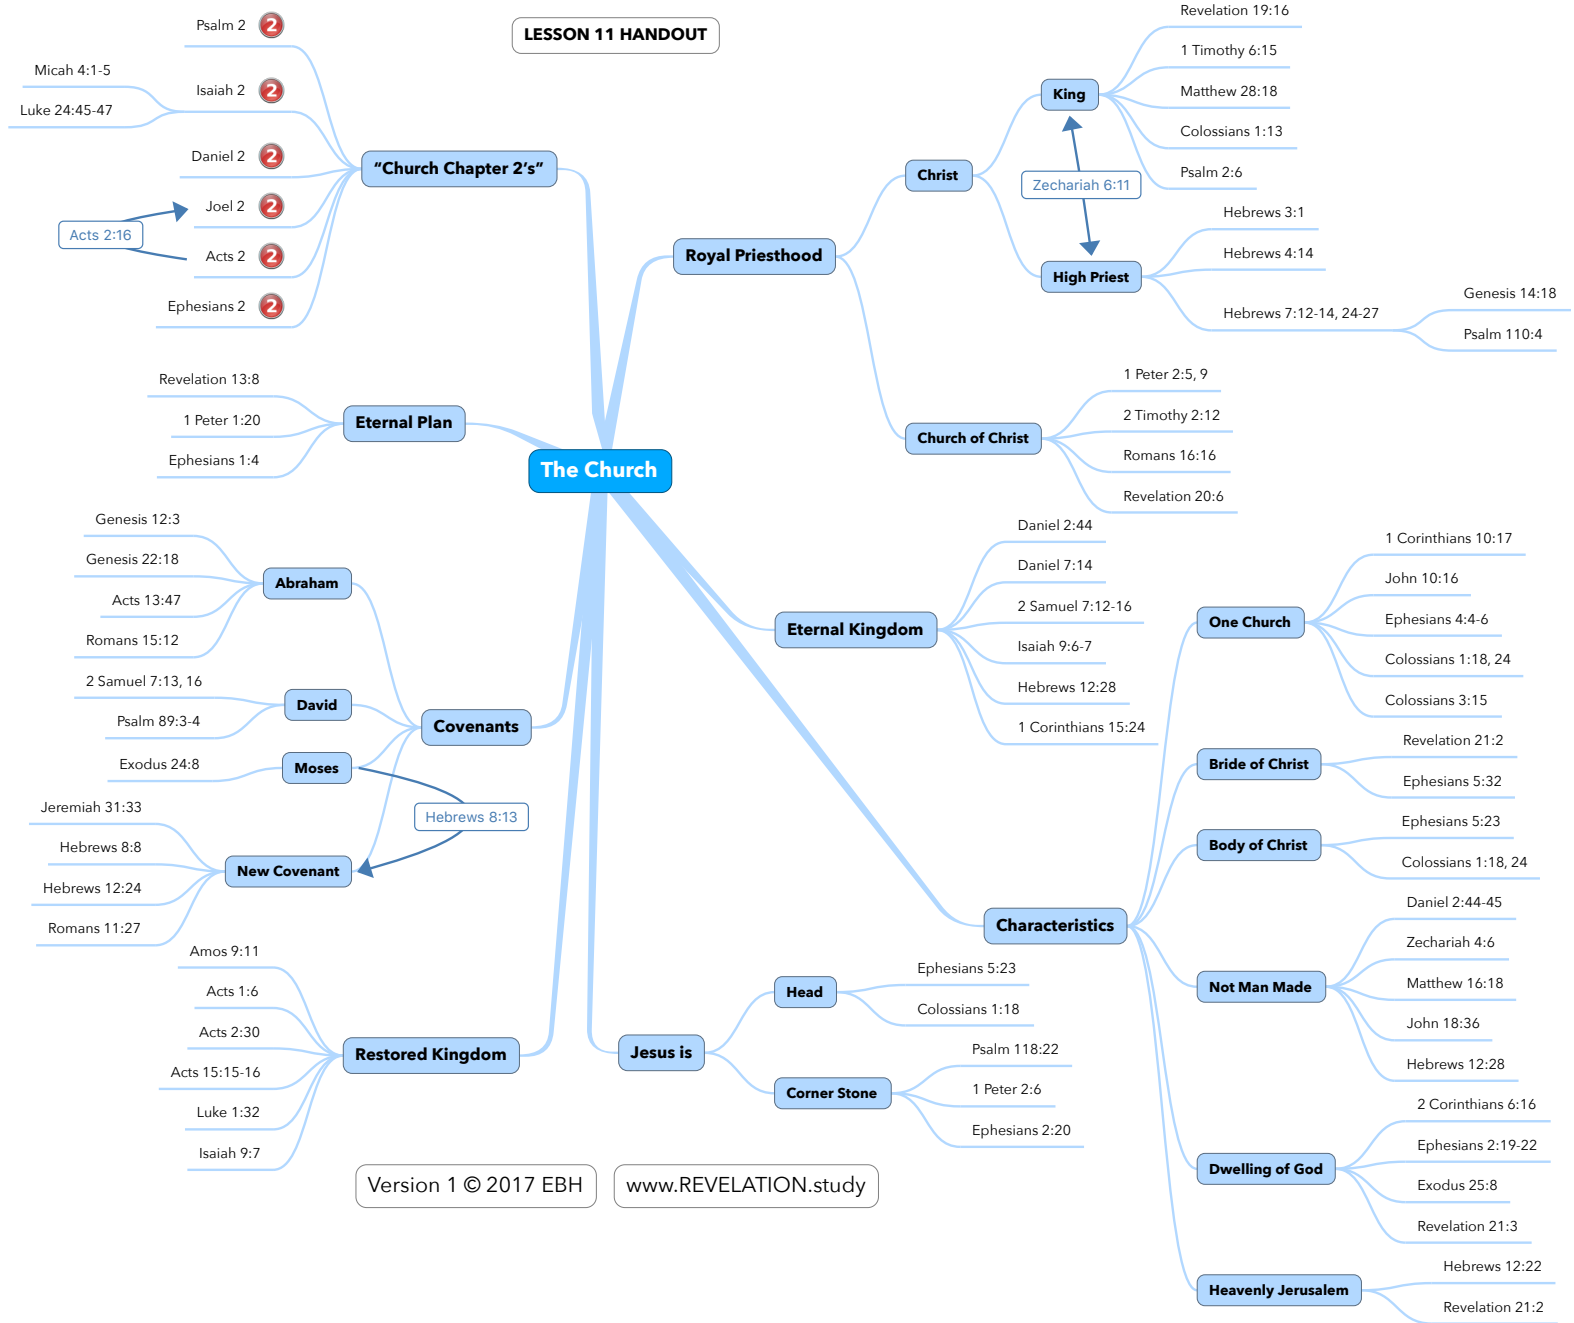 LESSON 11 HANDOUT
The Church
"Church Chapter 2's"
Psalm 2
2
Isaiah 2
2
Micah 4:1-5
Luke 24:45-47
Daniel 2
2
Joel 2
2
Acts 2:16
Acts 2
2
Ephesians 2
2
Eternal Plan
Revelation 13:8
1 Peter 1:20
Ephesians 1:4
Covenants
Abraham
Genesis 12:3
Genesis 22:18
Acts 13:47
Romans 15:12
David
2 Samuel 7:13, 16
Psalm 89:3-4
Moses
Exodus 24:8
Hebrews 8:13
New Covenant
Jeremiah 31:33
Hebrews 8:8
Hebrews 12:24
Romans 11:27
Restored Kingdom
Amos 9:11
Acts 1:6
Acts 2:30
Acts 15:15-16
Luke 1:32
Isaiah 9:7
Royal Priesthood
Christ
King
Revelation 19:16
1 Timothy 6:15
Matthew 28:18
Colossians 1:13
Psalm 2:6
Zechariah 6:11
High Priest
Hebrews 3:1
Hebrews 4:14
Hebrews 7:12-14, 24-27
Genesis 14:18
Psalm 110:4
Church of Christ
1 Peter 2:5, 9
2 Timothy 2:12
Romans 16:16
Revelation 20:6
Eternal Kingdom
Daniel 2:44
Daniel 7:14
2 Samuel 7:12-16
Isaiah 9:6-7
Hebrews 12:28
1 Corinthians 15:24
Characteristics
One Church
1 Corinthians 10:17
John 10:16
Ephesians 4:4-6
Colossians 1:18, 24
Colossians 3:15
Bride of Christ
Revelation 21:2
Ephesians 5:32
Body of Christ
Ephesians 5:23
Colossians 1:18, 24
Not Man Made
Daniel 2:44-45
Zechariah 4:6
Matthew 16:18
John 18:36
Hebrews 12:28
Dwelling of God
2 Corinthians 6:16
Ephesians 2:19-22
Exodus 25:8
Revelation 21:3
Heavenly Jerusalem
Hebrews 12:22
Revelation 21:2
Jesus is
Head
Ephesians 5:23
Colossians 1:18
Corner Stone
Psalm 118:22
1 Peter 2:6
Ephesians 2:20
Version 1 © 2017 EBH
www.REVELATION.study